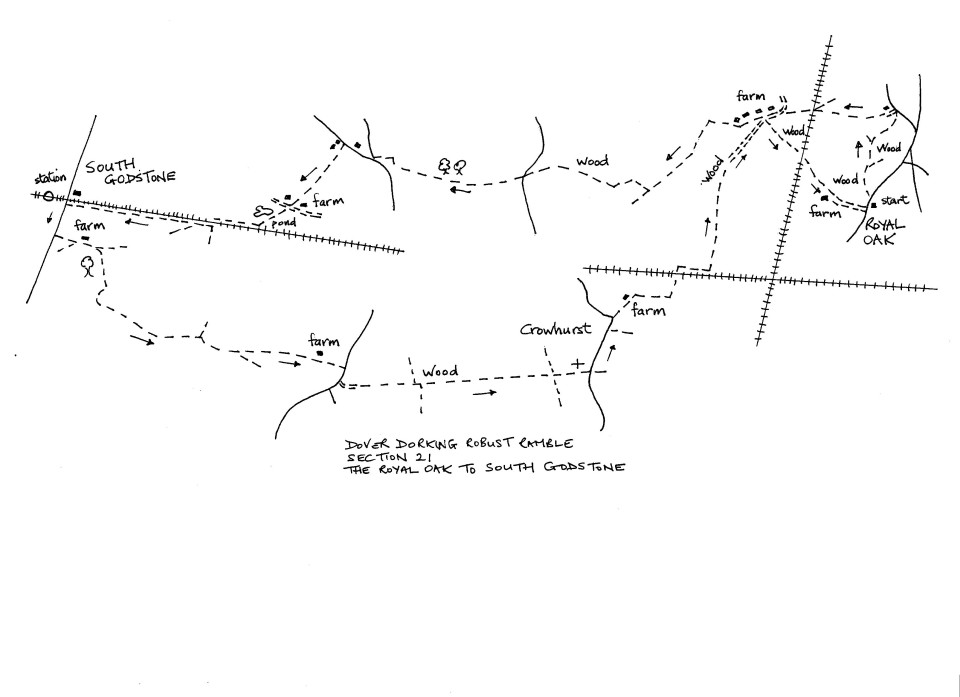 farm
wood
wood
wood
wood
start
farm
ROYAL
OAK
wood
SOUTH
GODSTONE
station
farm
pond
farm
farm
Crowhurst
farm
wood
DOVER DORKING ROBUST RAMBLE
SECTION 21
THE ROYAL OAK TO SOUTH GODSTONE